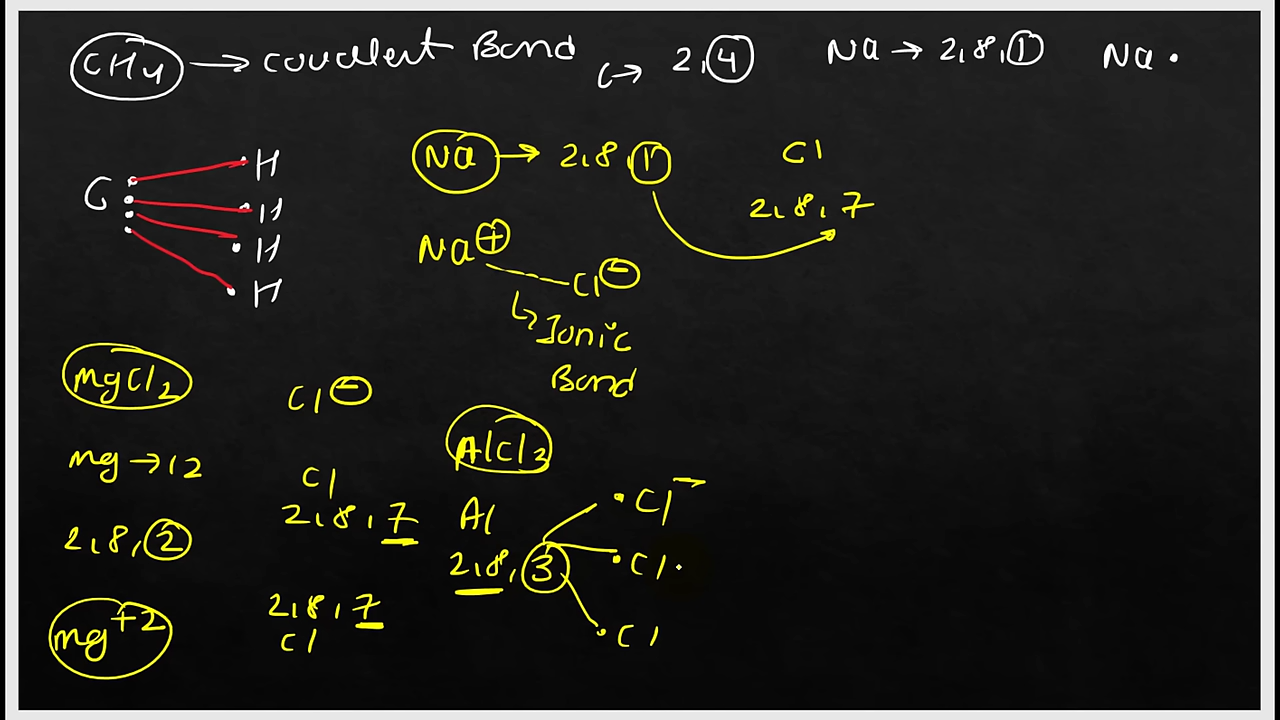 CH4 → covalent Bond
C → 2,4
Na → 2,8,1
Na •
C
H
H
H
H
Na → 2,8,1
Cl
2,8,7
Na+
Cl-
Ionic
Bond
MgCl2
Mg → 12
2,8,2
Mg+2
Cl-
Cl
2,8,7
2,8,7
Cl
AlCl3
Al
2,8,3
•Cl-
•Cl•
•Cl